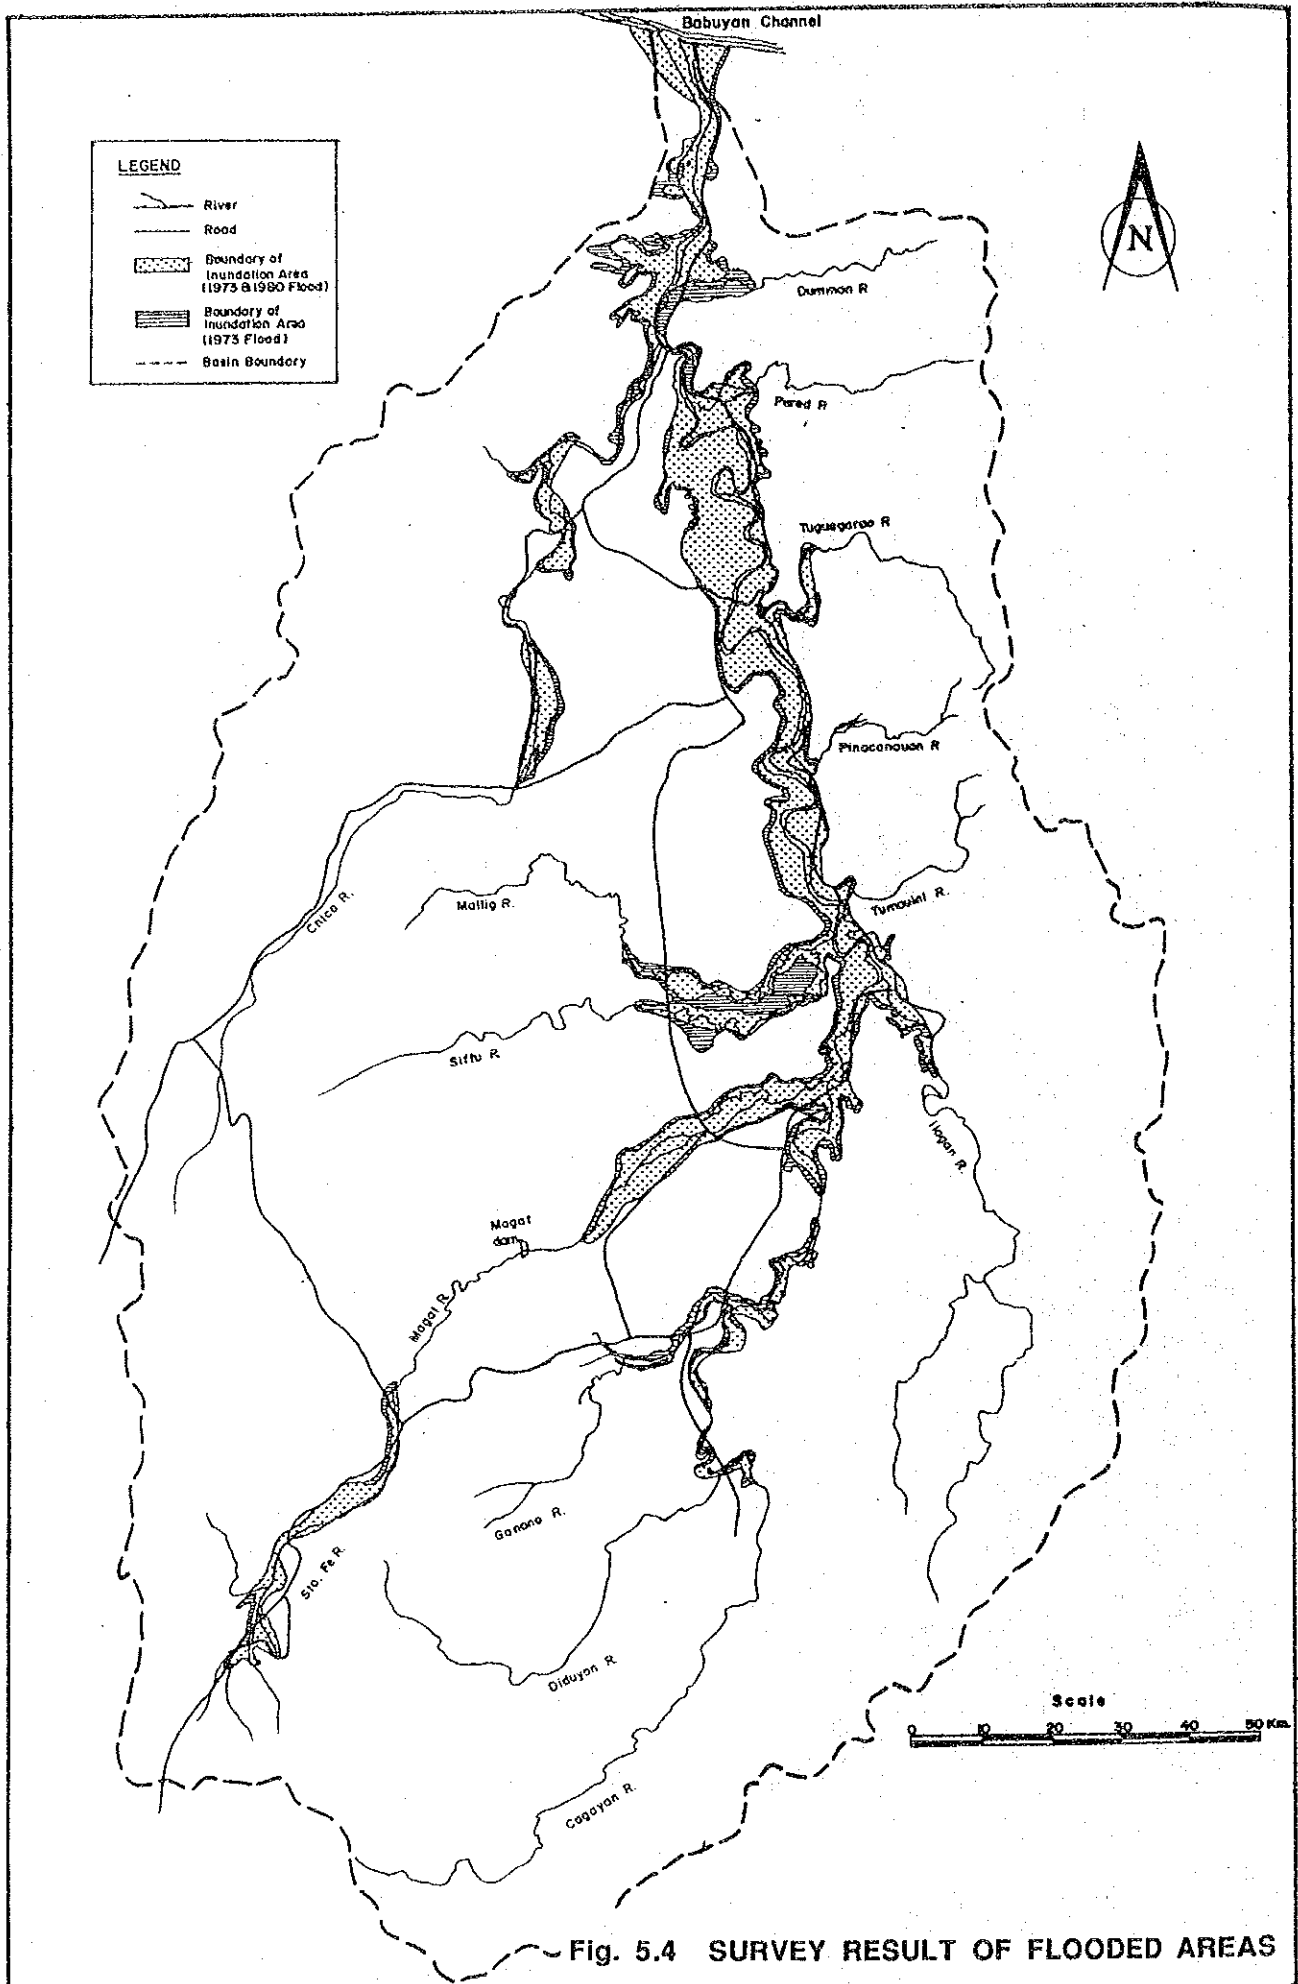 Babuyan Channel
LEGEND
River
Road
Boundary of
Inundation Area
(1973 & 1980 Flood)
Boundary of
Inundation Area
(1973 Flood)
Basin Boundary
N
Dummon R
Pared R
Tuguegarao R
Pinacanauan R
Tumauini R.
Chico R.
Mallig R.
Siffu R
Ilagan R.
Magat
dam
Magat R.
Ganano R.
Sta. Fe R.
Diduyon R.
Cagayan R.
Scale
0 10 20 30 40 50 Km.
Fig. 5.4 SURVEY RESULT OF FLOODED AREAS